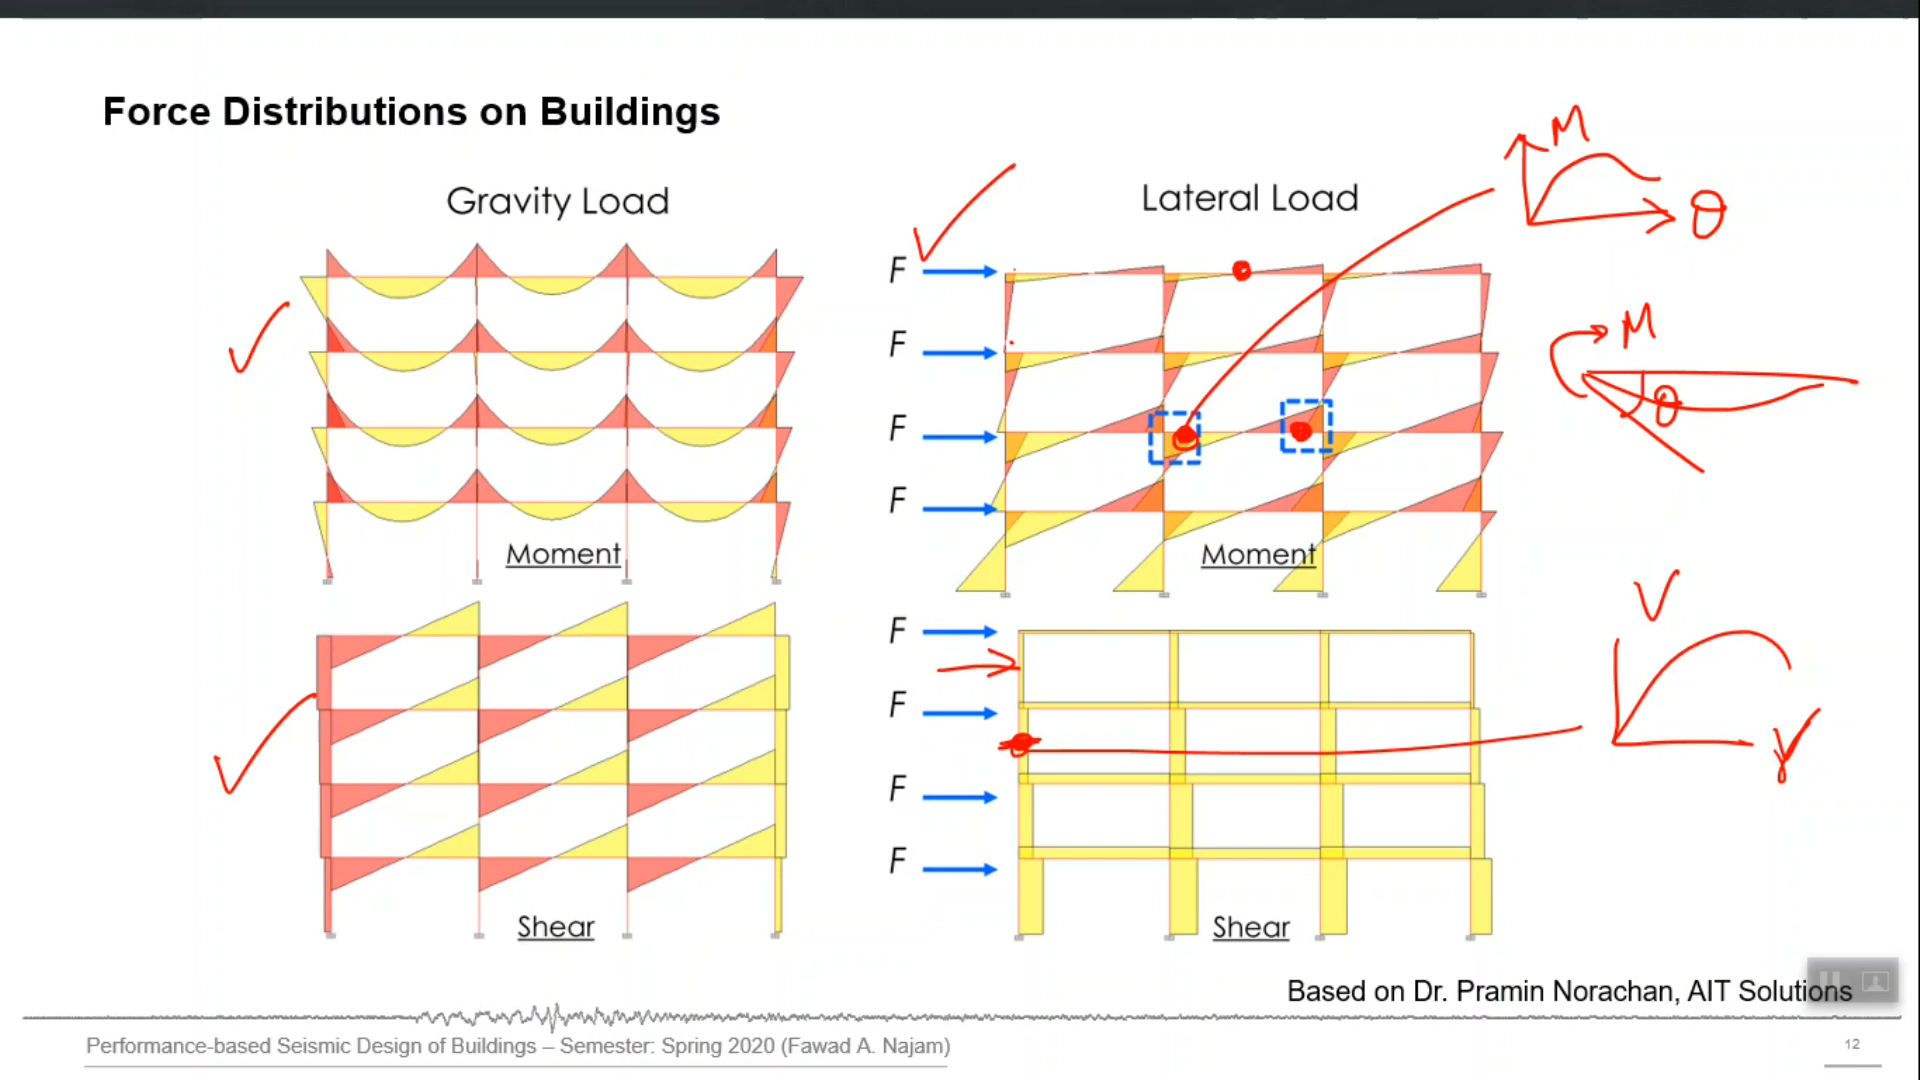 Force Distributions on Buildings
Gravity Load
Moment
Shear
Lateral Load
F
F
F
F
Moment
F
F
F
F
Shear
M
θ
M
θ
V
γ
Based on Dr. Pramin Norachan, AIT Solutions
Performance-based Seismic Design of Buildings – Semester: Spring 2020 (Fawad A. Najam)
12